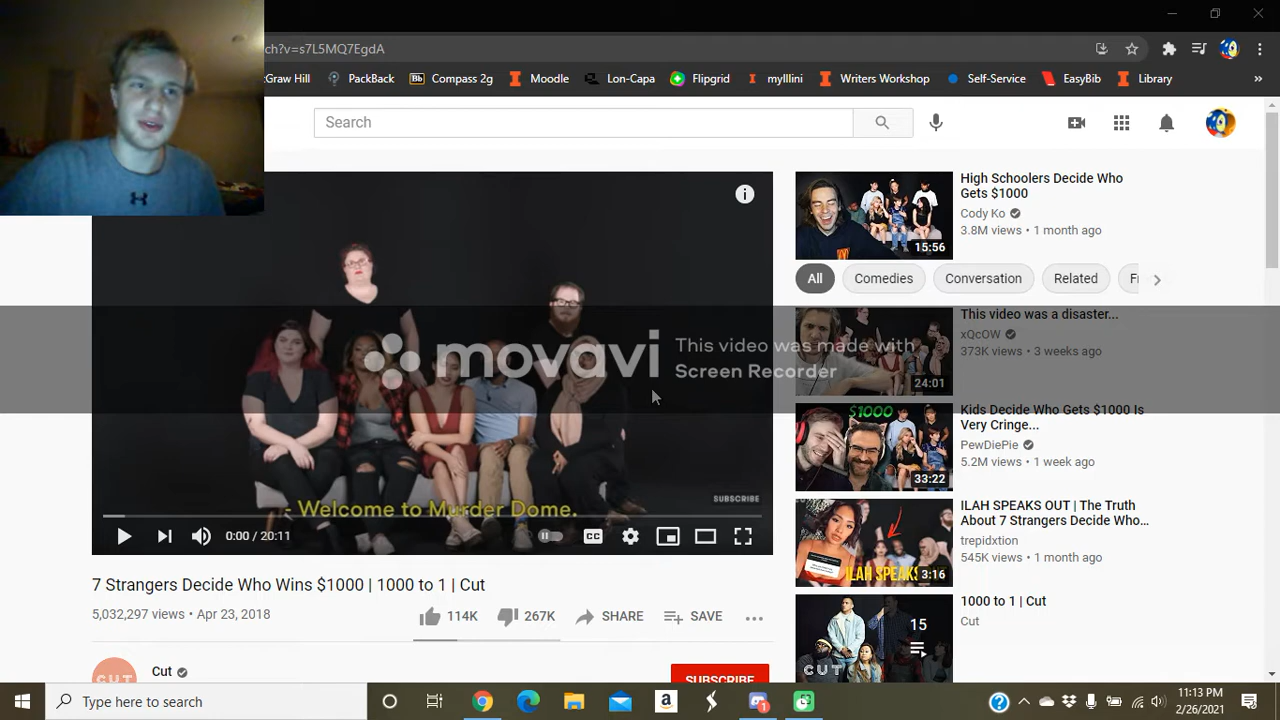 ch?v=s7L5MQ7EgdA
Graw Hill
PackBack
Bb
Compass 2g
Moodle
Lon-Capa
Flipgrid
myIllini
Writers Workshop
Self-Service
EasyBib
Library
»
Search
High Schoolers Decide Who
Gets $1000
Cody Ko
3.8M views • 1 month ago
15:56
All
Comedies
Conversation
Related
This video was a disaster...
xQcOW
373K views • 3 weeks ago
24:01
movavi
This video was made with
Screen Recorder
$1000
Kids Decide Who Gets $1000 Is
Very Cringe...
PewDiePie
5.2M views • 1 week ago
33:22
- Welcome to Murder Dome.
SUBSCRIBE
0:00 / 20:11
CC
ILAH SPEAKS OUT | The Truth
About 7 Strangers Decide Who...
trepidxtion
545K views • 1 month ago
ILAH SPEAKS
3:16
7 Strangers Decide Who Wins $1000 | 1000 to 1 | Cut
5,032,297 views • Apr 23, 2018
114K
267K
SHARE
SAVE
1000 to 1 | Cut
Cut
15
CUT
CUT
Cut
SUBSCRIBE
Type here to search
11:13 PM
2/26/2021